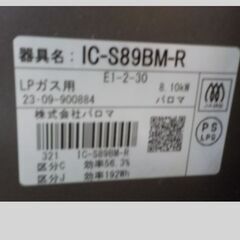 器具名：IC-S89BM-R
EI-2-30
LPガス用 8.10kW
23-09-900884 パロマ
株式会社パロマ
321 IC-S89BM-R
区分C 効率56.3%
区分J 効率192Wh
PS
LPG